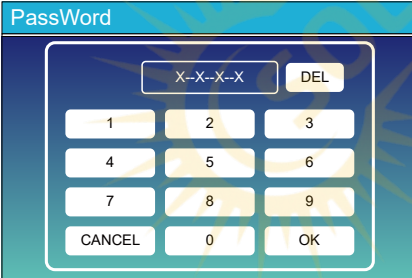 PassWord
X--X--X--X DEL
1 2 3
4 5 6
7 8 9
CANCEL 0 OK